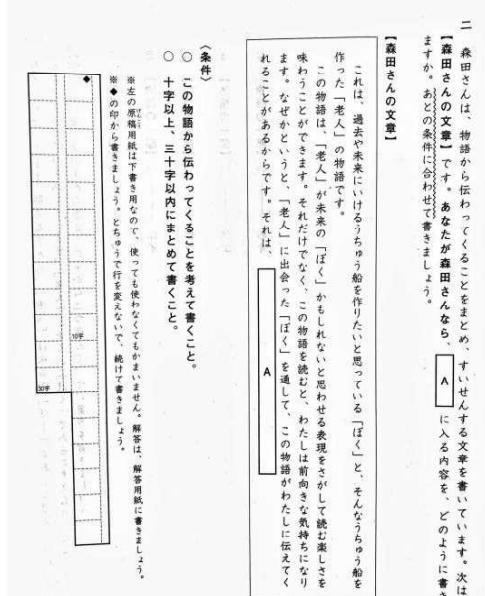 二　森田さんは、物語から伝わってくることをまとめ、すいせんする文章を書いています。次は
【森田さんの文章】です。あなたが森田さんなら、　A　に入る内容を、どのように書き
ますか。あとの条件に合わせて書きましょう。
【森田さんの文章】
これは、過去や未来にいけるうちゅう船を作りたいと思っている「ぼく」と、そんなうちゅう船を
作った「老人」の物語です。
この物語は、「老人」が未来の「ぼく」かもしれないと思わせる表現をさがして読む楽しさを
味わうことができます。それだけでなく、この物語を読むと、わたしは前向きな気持ちになり
ます。なぜかというと、「老人」に出会った「ぼく」を通して、この物語がわたしに伝えてく
れることがあるからです。それは、
A
〈条件〉
○　この物語から伝わってくることを考えて書くこと。
○　十字以上、三十字以内にまとめて書くこと。
※左の原稿用紙は下書き用なので、使っても使わなくてもかまいません。解答は、解答用紙に書きましょう。
※◆の印から書きましょう。とちゅうで行を変えないで、続けて書きましょう。
◆
10字
30字